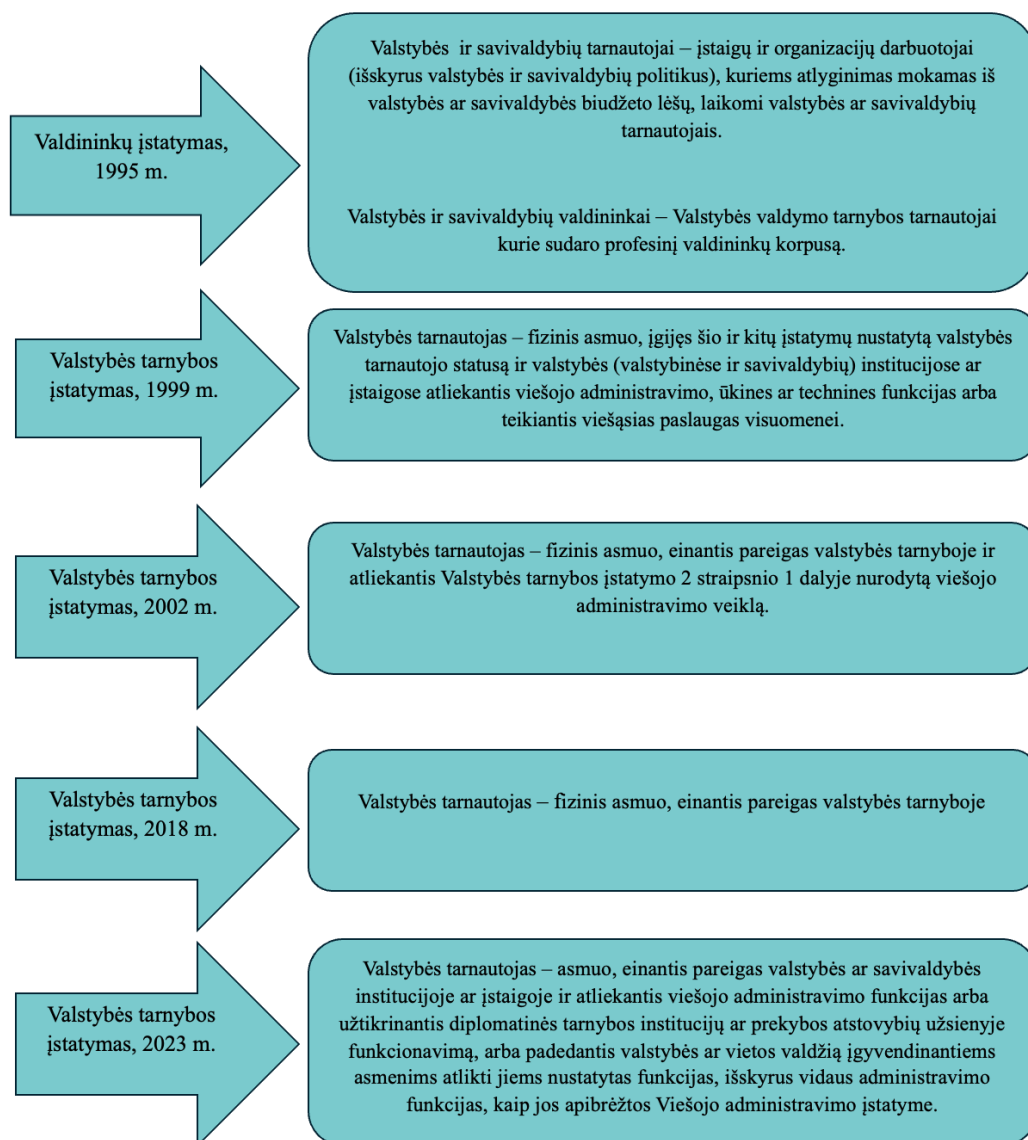 Valdininkų įstatymas,
1995 m.
Valstybės  ir savivaldybių tarnautojai – įstaigų ir organizacijų darbuotojai
(išskyrus valstybės ir savivaldybių politikus), kuriems atlyginimas mokamas iš
valstybės ar savivaldybės biudžeto lėšų, laikomi valstybės ar savivaldybių
tarnautojais.
Valstybės ir savivaldybių valdininkai – Valstybės valdymo tarnybos tarnautojai
kurie sudaro profesinį valdininkų korpusą.
Valstybės tarnybos
įstatymas, 1999 m.
Valstybės tarnautojas – fizinis asmuo, įgijęs šio ir kitų įstatymų nustatytą valstybės
tarnautojo statusą ir valstybės (valstybinėse ir savivaldybių) institucijose ar
įstaigose atliekantis viešojo administravimo, ūkines ar technines funkcijas arba
teikiantis viešąsias paslaugas visuomenei.
Valstybės tarnybos
įstatymas, 2002 m.
Valstybės tarnautojas – fizinis asmuo, einantis pareigas valstybės tarnyboje ir
atliekantis Valstybės tarnybos įstatymo 2 straipsnio 1 dalyje nurodytą viešojo
administravimo veiklą.
Valstybės tarnybos
įstatymas, 2018 m.
Valstybės tarnautojas – fizinis asmuo, einantis pareigas valstybės tarnyboje
Valstybės tarnybos
įstatymas, 2023 m.
Valstybės tarnautojas – asmuo, einantis pareigas valstybės ar savivaldybės
institucijoje ar įstaigoje ir atliekantis viešojo administravimo funkcijas arba
užtikrinantis diplomatinės tarnybos institucijų ar prekybos atstovybių užsienyje
funkcionavimą, arba padedantis valstybės ar vietos valdžią įgyvendinantiems
asmenims atlikti jiems nustatytas funkcijas, išskyrus vidaus administravimo
funkcijas, kaip jos apibrėžtos Viešojo administravimo įstatyme.